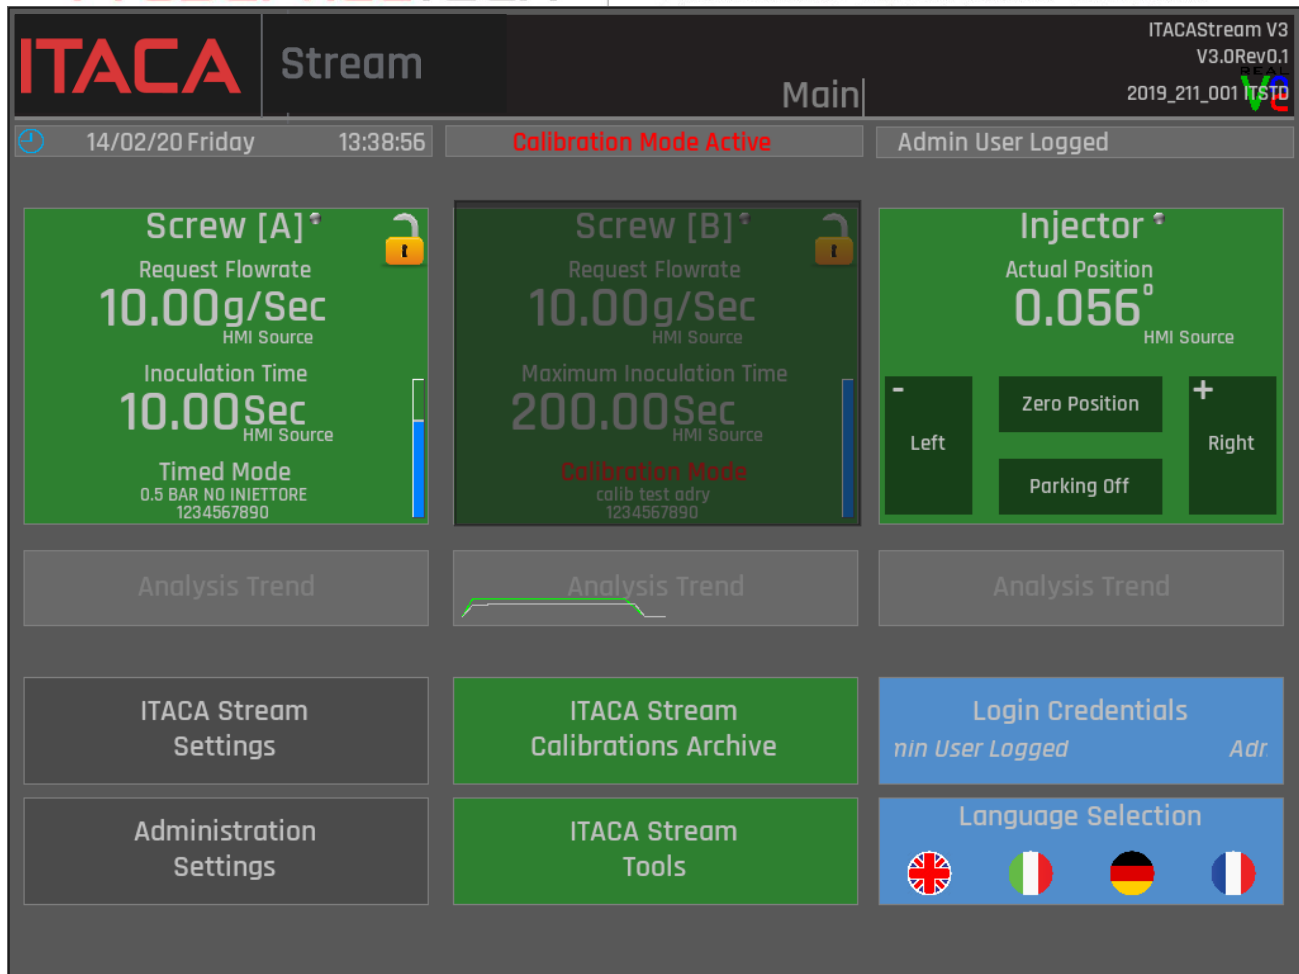 ITACA
Stream
Main
ITACAStream V3
V3.0Rev0.1
REAL
2019_211_001 ITSTD
V2
14/02/20 Friday 13:38:56
Calibration Mode Active
Admin User Logged
Screw [A]
Request Flowrate
10.00g/Sec
HMI Source
Inoculation Time
10.00Sec
HMI Source
Timed Mode
0.5 BAR NO INIETTORE
1234567890
Screw [B]
Request Flowrate
10.00g/Sec
HMI Source
Maximum Inoculation Time
200.00Sec
HMI Source
Calibration Mode
calib test adry
1234567890
Injector
Actual Position
0.056°
HMI Source
-
Left
Zero Position
Parking Off
+
Right
Analysis Trend
Analysis Trend
Analysis Trend
ITACA Stream
Settings
ITACA Stream
Calibrations Archive
Login Credentials
min User Logged Adr
Administration
Settings
ITACA Stream
Tools
Language Selection